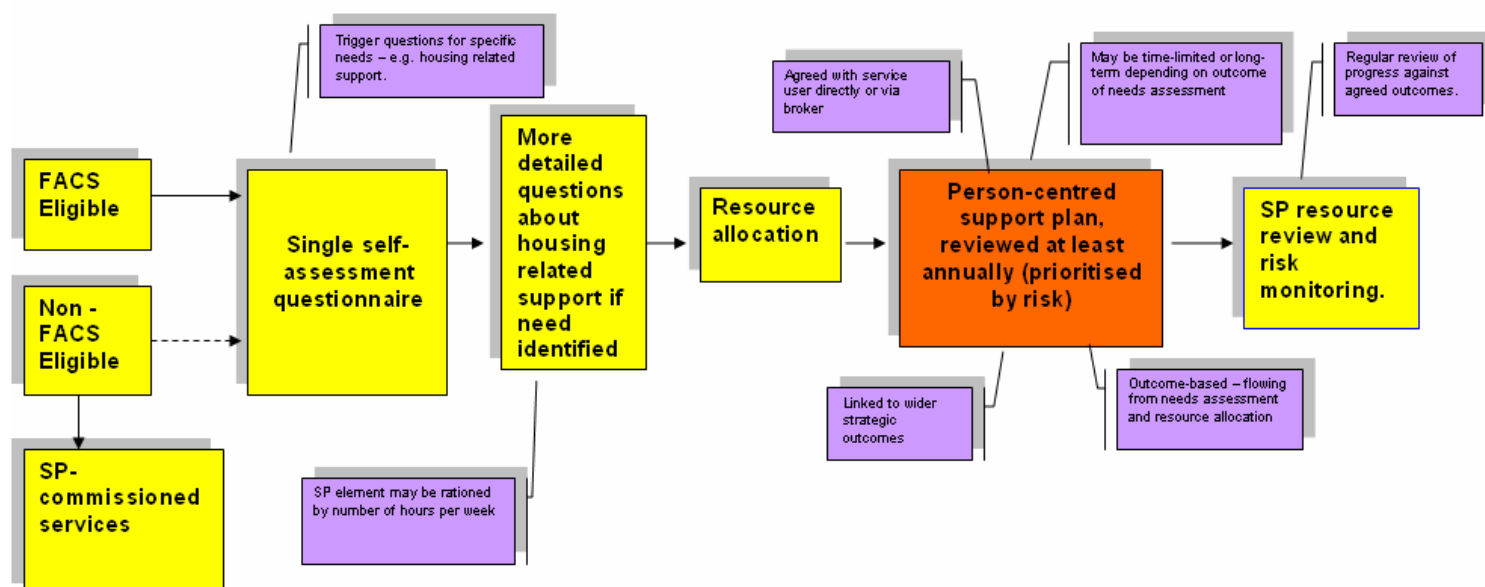 Trigger questions for specific
needs – e.g. housing related
support.
Agreed with service
user directly or via
broker
May be time-limited or long-
term depending on outcome
of needs assessment
Regular review of
progress against
agreed outcomes.
FACS
Eligible
Non -
FACS
Eligible
SP-
commissioned
services
Single self-
assessment
questionnaire
More
detailed
questions
about
housing
related
support if
need
identified
Resource
allocation
Person-centred
support plan,
reviewed at least
annually (prioritised
by risk)
SP resource
review and
risk
monitoring.
SP element may be rationed
by number of hours per week
Linked to wider
strategic
outcomes
Outcome-based – flowing
from needs assessment
and resource allocation